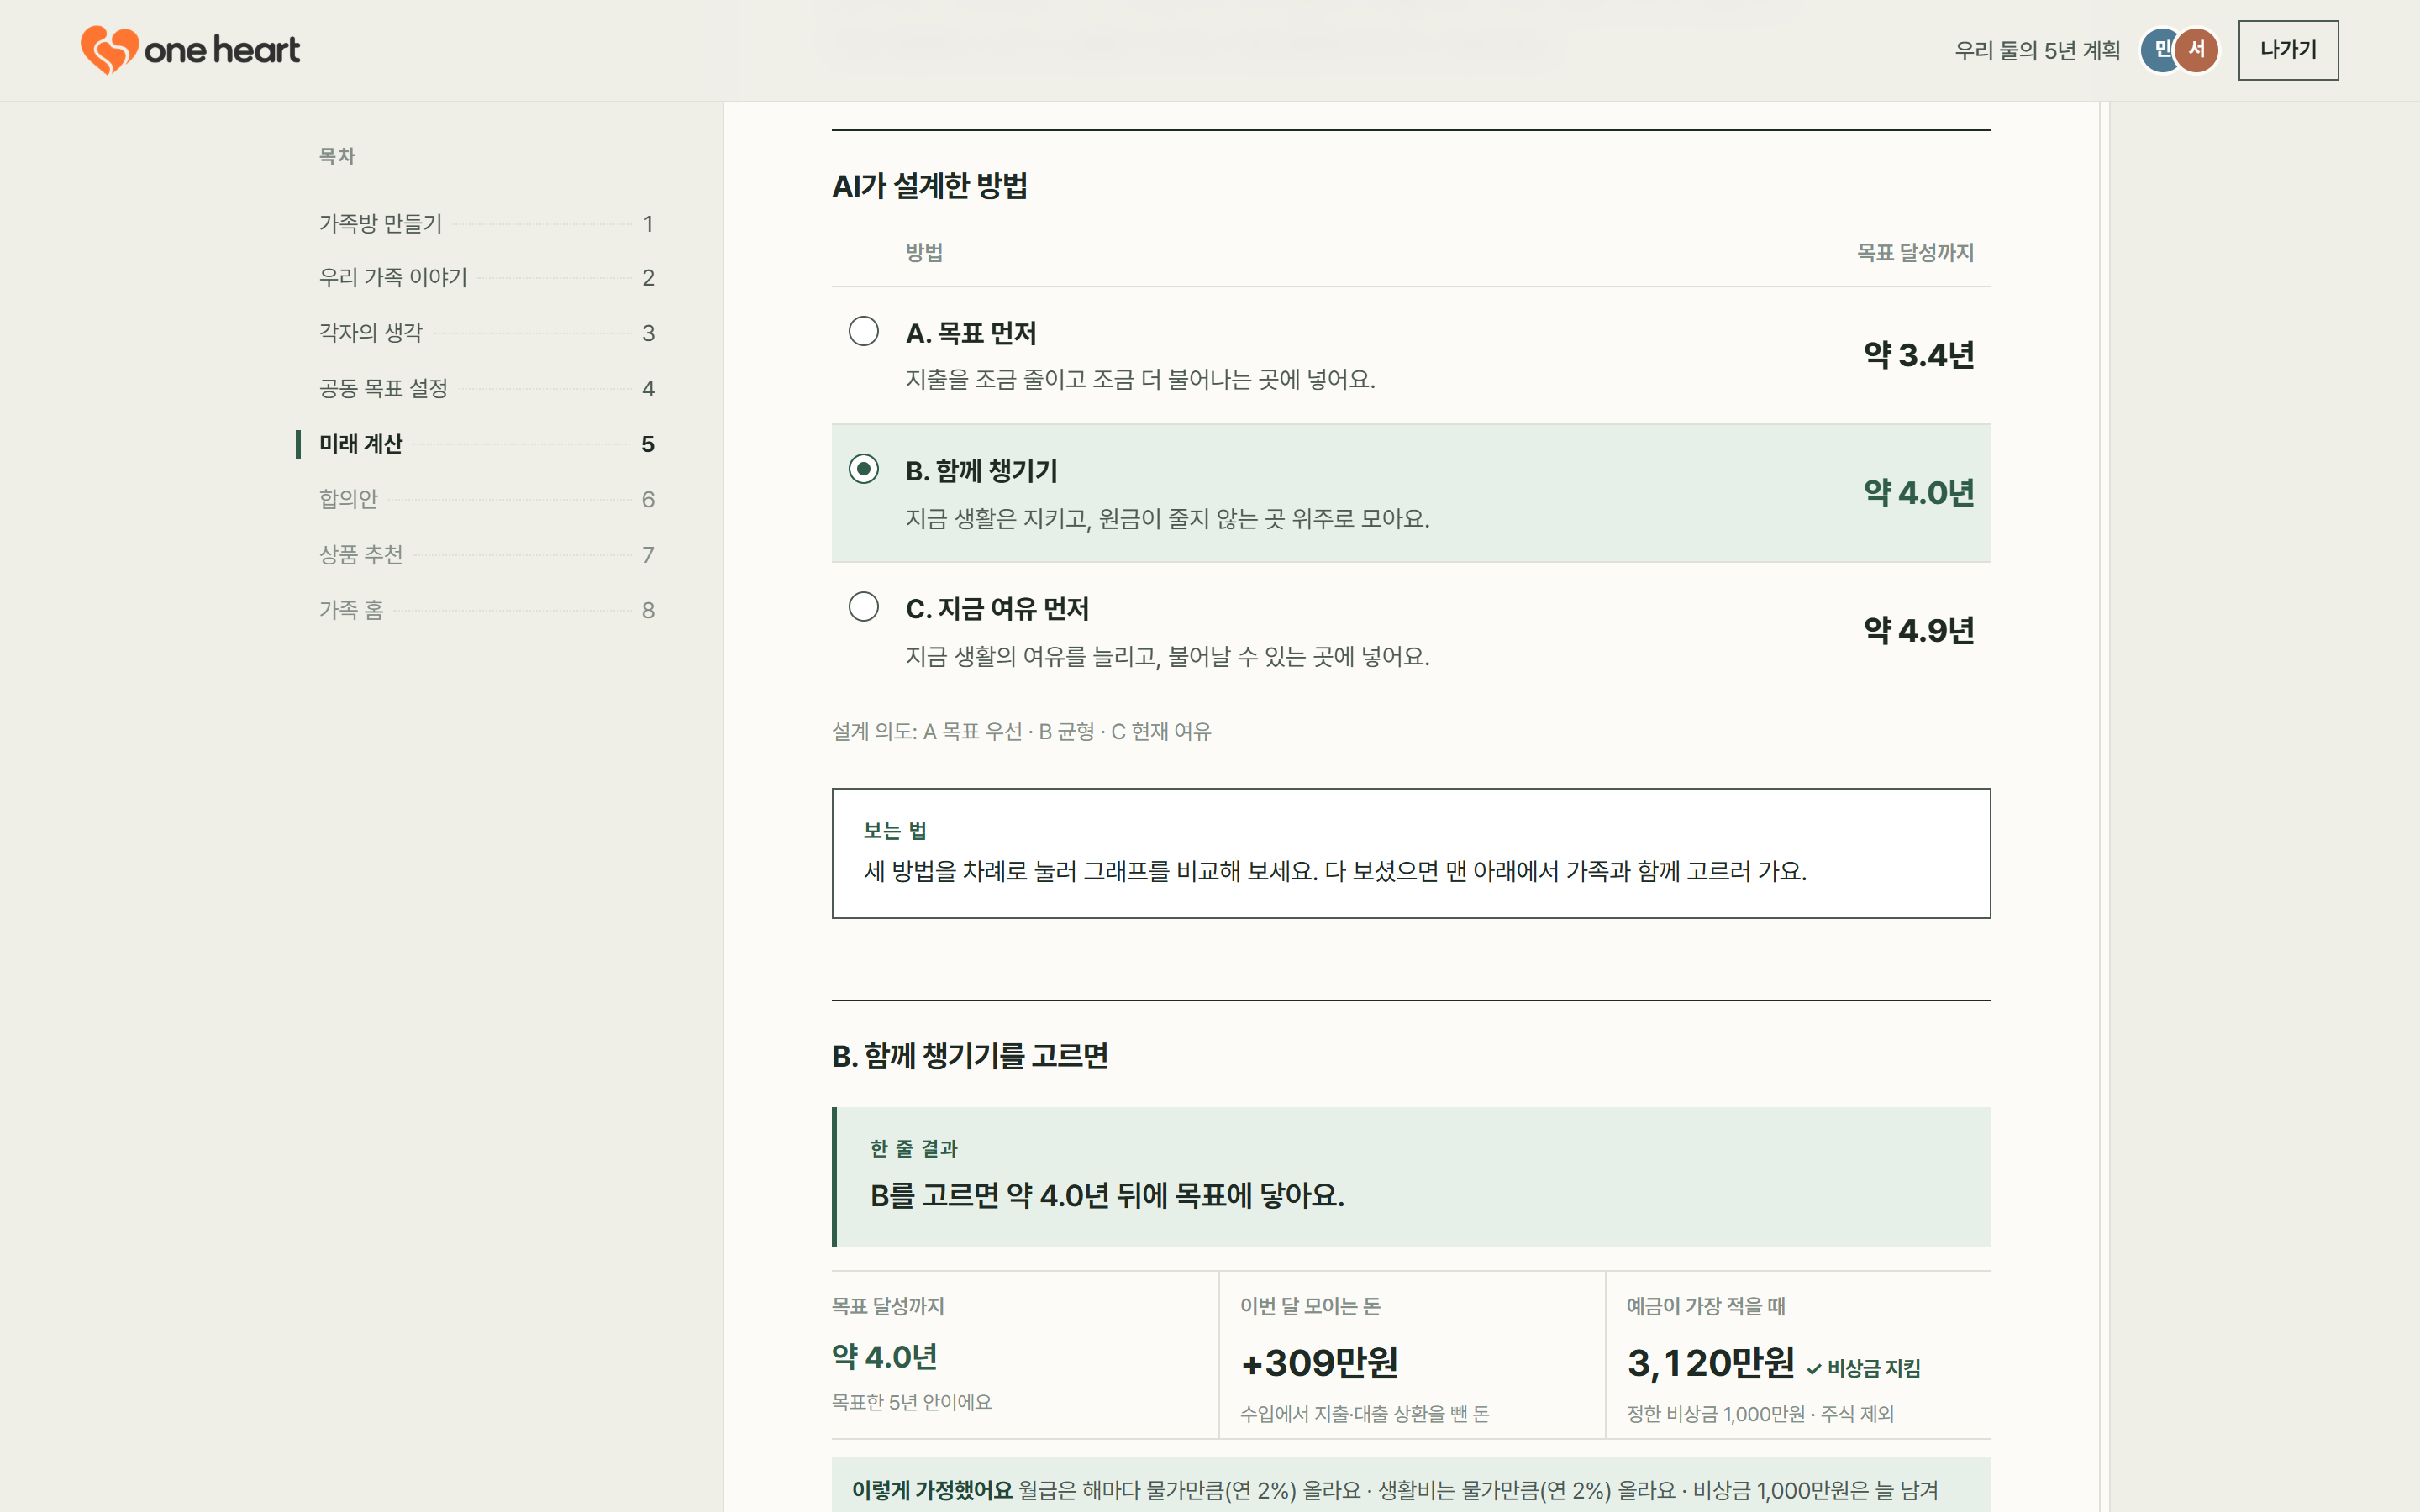 one heart
우리 둘의 5년 계획
민
서
나가기
목차
가족방 만들기 1
우리 가족 이야기 2
각자의 생각 3
공동 목표 설정 4
미래 계산 5
합의안 6
상품 추천 7
가족 홈 8
AI가 설계한 방법
방법 목표 달성까지
A. 목표 먼저
지출을 조금 줄이고 조금 더 불어나는 곳에 넣어요.
약 3.4년
B. 함께 챙기기
지금 생활은 지키고, 원금이 줄지 않는 곳 위주로 모아요.
약 4.0년
C. 지금 여유 먼저
지금 생활의 여유를 늘리고, 불어날 수 있는 곳에 넣어요.
약 4.9년
설계 의도: A 목표 우선 · B 균형 · C 현재 여유
보는 법
세 방법을 차례로 눌러 그래프를 비교해 보세요. 다 보셨으면 맨 아래에서 가족과 함께 고르러 가요.
B. 함께 챙기기를 고르면
한 줄 결과
B를 고르면 약 4.0년 뒤에 목표에 닿아요.
목표 달성까지
약 4.0년
목표한 5년 안이에요
이번 달 모이는 돈
+309만원
수입에서 지출·대출 상환을 뺀 돈
예금이 가장 적을 때
3,120만원 ✓ 비상금 지킴
정한 비상금 1,000만원 · 주식 제외
이렇게 가정했어요 월급은 해마다 물가만큼(연 2%) 올라요 · 생활비는 물가만큼(연 2%) 올라요 · 비상금 1,000만원은 늘 남겨